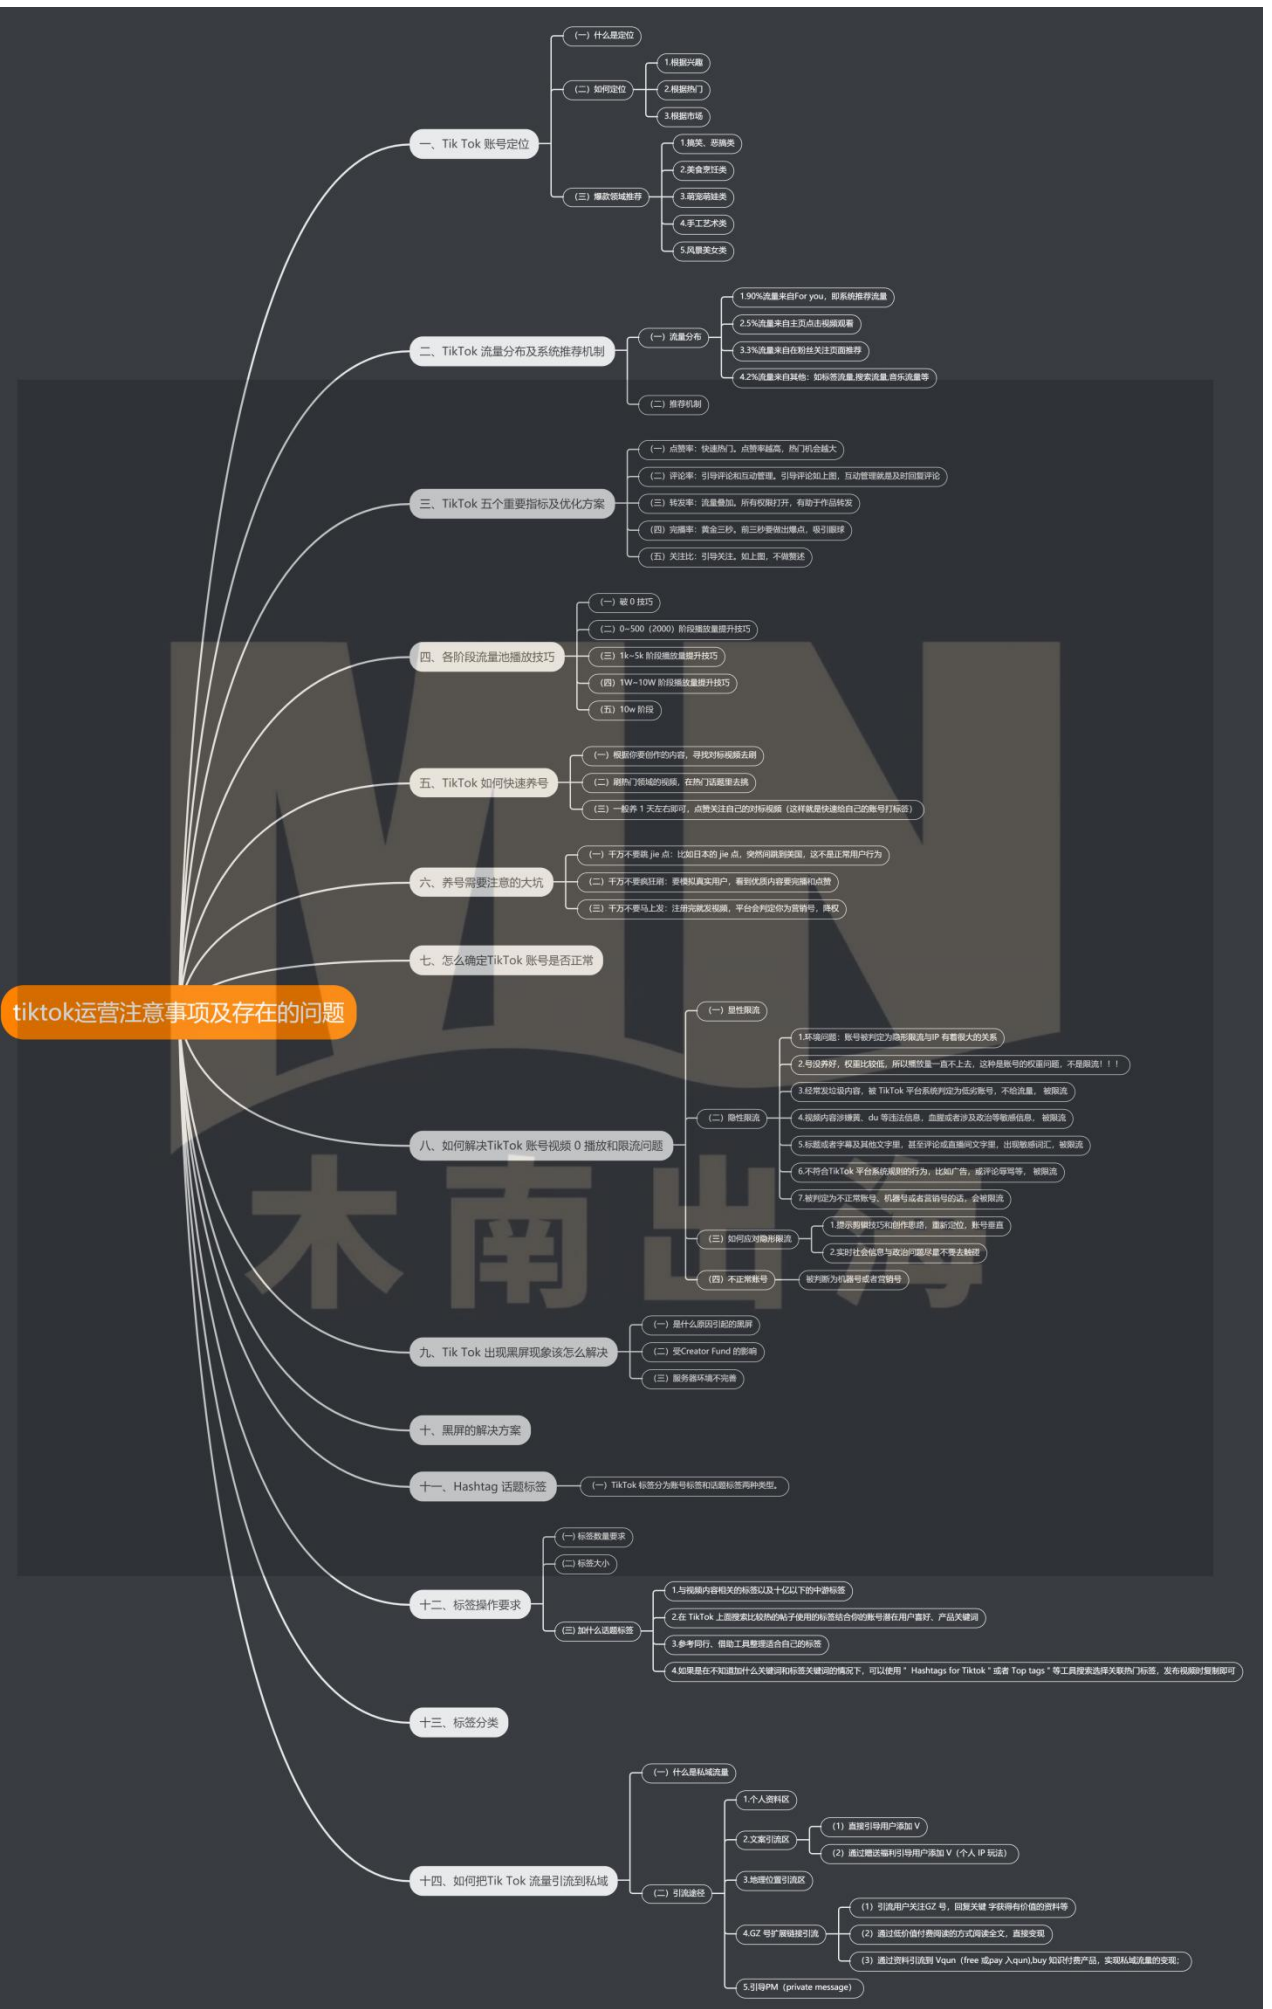 tiktok运营注意事项及存在的问题
一、Tik Tok 账号定位
（一）什么是定位
（二）如何定位
1.根据兴趣
2.根据热门
3.根据市场
（三）爆款领域推荐
1.搞笑、恶搞类
2.美食烹饪类
3.萌宠萌娃类
4.手工艺术类
5.风景美女类
二、TikTok 流量分布及系统推荐机制
（一）流量分布
1.90%流量来自For you，即系统推荐流量
2.5%流量来自主页点击视频观看
3.3%流量来自在粉丝关注页面推荐
4.2%流量来自其他：如标签流量,搜索流量,音乐流量等
（二）推荐机制
三、TikTok 五个重要指标及优化方案
（一）点赞率：快速热门。点赞率越高，热门机会越大
（二）评论率：引导评论和互动管理。引导评论如上图，互动管理就是及时回复评论
（三）转发率：流量叠加。所有权限打开，有助于作品转发
（四）完播率：黄金三秒。前三秒要做出爆点，吸引眼球
（五）关注比：引导关注。如上图，不做赘述
四、各阶段流量池播放技巧
（一）破 0 技巧
（二）0~500（2000）阶段播放量提升技巧
（三）1k~5k 阶段播放量提升技巧
（四）1W~10W 阶段播放量提升技巧
（五）10w 阶段
五、TikTok 如何快速养号
（一）根据你要创作的内容，寻找对标视频去刷
（二）刷热门领域的视频，在热门话题里去挑
（三）一般养 1 天左右即可，点赞关注自己的对标视频（这样就是快速给自己的账号打标签）
六、养号需要注意的大坑
（一）千万不要跳 jie 点：比如日本的 jie 点，突然间跳到美国，这不是正常用户行为
（二）千万不要疯狂刷：要模拟真实用户，看到优质内容要完播和点赞
（三）千万不要马上发：注册完就发视频，平台会判定你为营销号，降权
七、怎么确定TikTok 账号是否正常
八、如何解决TikTok 账号视频 0 播放和限流问题
（一）显性限流
（二）隐性限流
1.环境问题：账号被判定为隐形限流与IP 有着很大的关系
2.号没养好，权重比较低，所以播放量一直不上去，这种是账号的权重问题，不是限流！！！
3.经常发垃圾内容，被 TikTok 平台系统判定为低劣账号，不给流量， 被限流
4.视频内容涉嫌黄、du 等违法信息，血腥或者涉及政治等敏感信息， 被限流
5.标题或者字幕及其他文字里，甚至评论或直播间文字里，出现敏感词汇，被限流
6.不符合TikTok 平台系统规则的行为，比如广告，或评论辱骂等， 被限流
7.被判定为不正常账号、机器号或者营销号的话，会被限流
（三）如何应对隐形限流
1.提示剪辑技巧和创作思路，重新定位，账号垂直
2.实时社会信息与政治问题尽量不要去触碰
（四）不正常账号
被判断为机器号或者营销号
九、Tik Tok 出现黑屏现象该怎么解决
（一）是什么原因引起的黑屏
（二）受Creator Fund 的影响
（三）服务器环境不完善
十、黑屏的解决方案
十一、Hashtag 话题标签
（一）TikTok 标签分为账号标签和话题标签两种类型。
十二、标签操作要求
（一) 标签数量要求
（二) 标签大小
（三) 加什么话题标签
1.与视频内容相关的标签以及十亿以下的中游标签
2.在 TikTok 上面搜索比较热的帖子使用的标签结合你的账号潜在用户喜好、产品关键词
3.参考同行、借助工具整理适合自己的标签
4.如果是在不知道加什么关键词和标签关键词的情况下，可以使用＂ Hashtags for Tiktok＂或者 Top tags＂等工具搜索选择关联热门标签，发布视频时复制即可
十三、标签分类
十四、如何把Tik Tok 流量引流到私域
（一）什么是私域流量
（二）引流途径
1.个人资料区
2.文案引流区
（1）直接引导用户添加 V
（2）通过赠送福利引导用户添加 V（个人 IP 玩法）
3.地理位置引流区
4.GZ 号扩展链接引流
（1）引流用户关注GZ 号，回复关键 字获得有价值的资料等
（2）通过低价值付费阅读的方式阅读全文，直接变现
（3）通过资料引流到 Vqun（free 或pay 入qun),buy 知识付费产品，实现私域流量的变现；
5.引导PM（private message）
木南出海